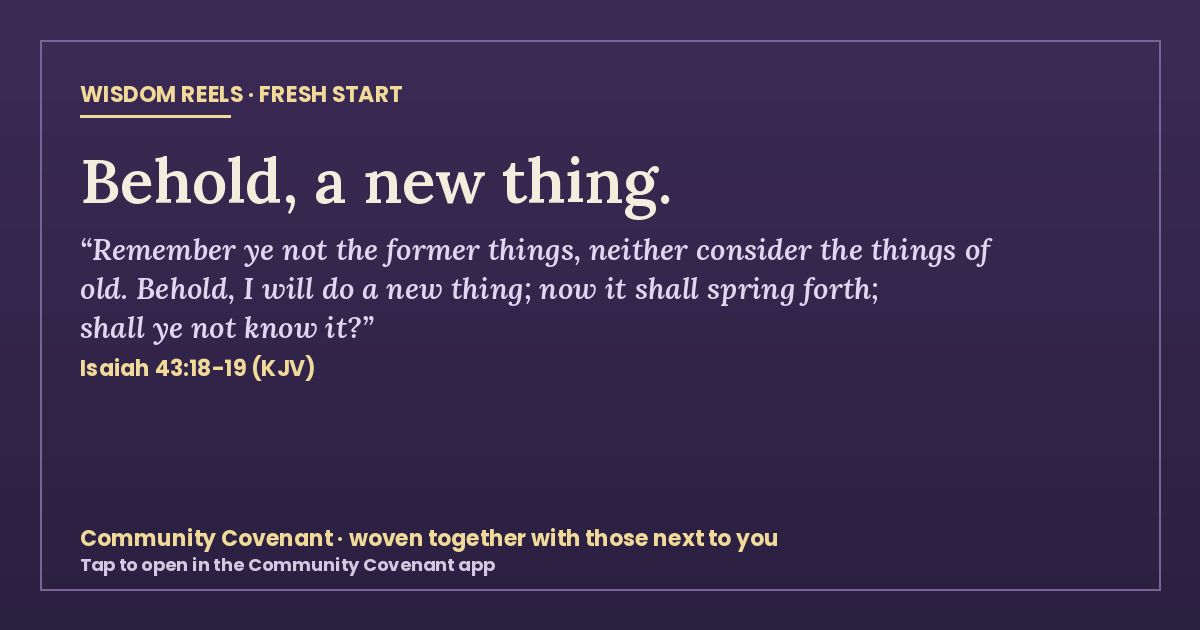 WISDOM REELS · FRESH START
Behold, a new thing.
“Remember ye not the former things, neither consider the things of
old. Behold, I will do a new thing; now it shall spring forth;
shall ye not know it?”
Isaiah 43:18–19 (KJV)
Community Covenant · woven together with those next to you
Tap to open in the Community Covenant app